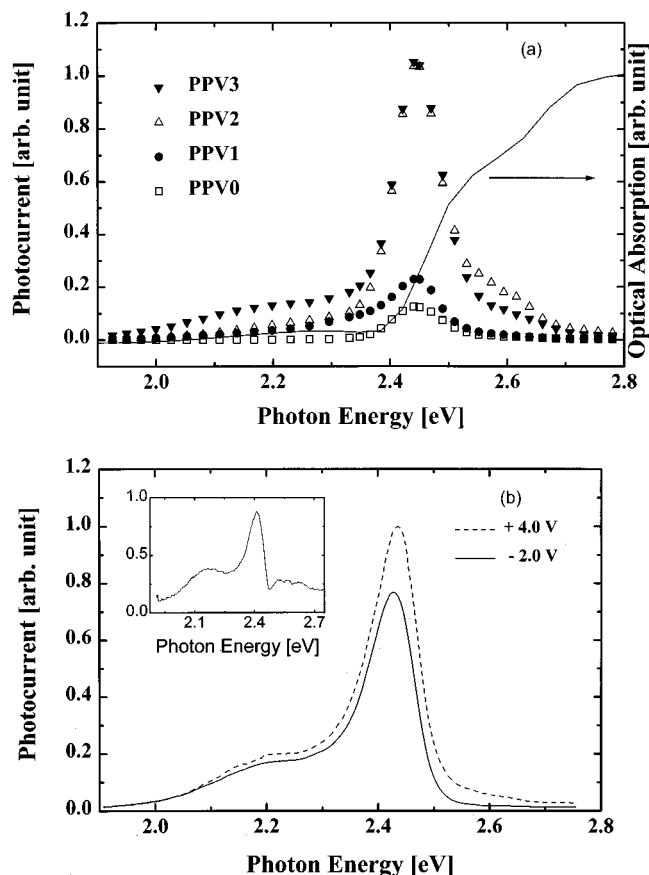 (a)
1.2
1.0
0.8
0.6
0.4
0.2
0.0
Photocurrent [arb. unit]
PPV3
PPV2
PPV1
PPV0
Optical Absorption [arb. unit]
2.0 2.2 2.4 2.6 2.8
Photon Energy [eV]
(b)
1.2
1.0
0.8
0.6
0.4
0.2
0.0
Photocurrent [arb. unit]
1.0
0.5
0.0
2.1 2.4 2.7
Photon Energy [eV]
+ 4.0 V
- 2.0 V
2.0 2.2 2.4 2.6 2.8
Photon Energy [eV]